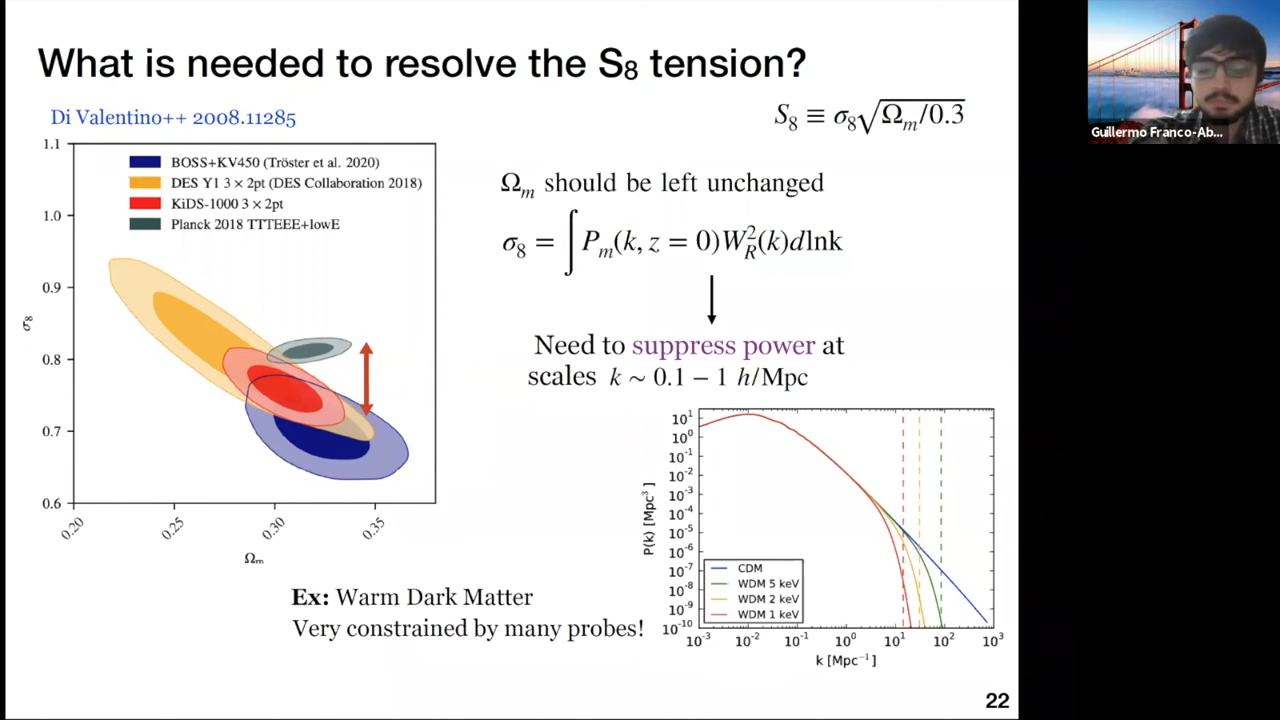 What is needed to resolve the S₈ tension?
Di Valentino++ 2008.11285
S₈ ≡ σ₈√Ωₘ/0.3
Guillermo Franco-Ab...
BOSS+KV450 (Tröster et al. 2020)
DES Y1 3 × 2pt (DES Collaboration 2018)
KiDS-1000 3 × 2pt
Planck 2018 TTTEEE+lowE
1.1
1.0
0.9
0.8
0.7
0.6
σ₈
0.20
0.25
0.30
0.35
Ωₘ
Ωₘ should be left unchanged
σ₈ = ∫ Pₘ(k, z = 0)W²_R(k)dlnk
Need to suppress power at
scales k ∼ 0.1 − 1 h/Mpc
10¹
10⁰
10⁻¹
10⁻²
10⁻³
10⁻⁴
10⁻⁵
10⁻⁶
10⁻⁷
10⁻⁸
10⁻⁹
10⁻¹⁰
P(k) [Mpc³ ]
CDM
WDM 5 keV
WDM 2 keV
WDM 1 keV
10⁻³
10⁻²
10⁻¹
10⁰
10¹
10²
10³
k [Mpc⁻¹]
Ex: Warm Dark Matter
Very constrained by many probes!
22